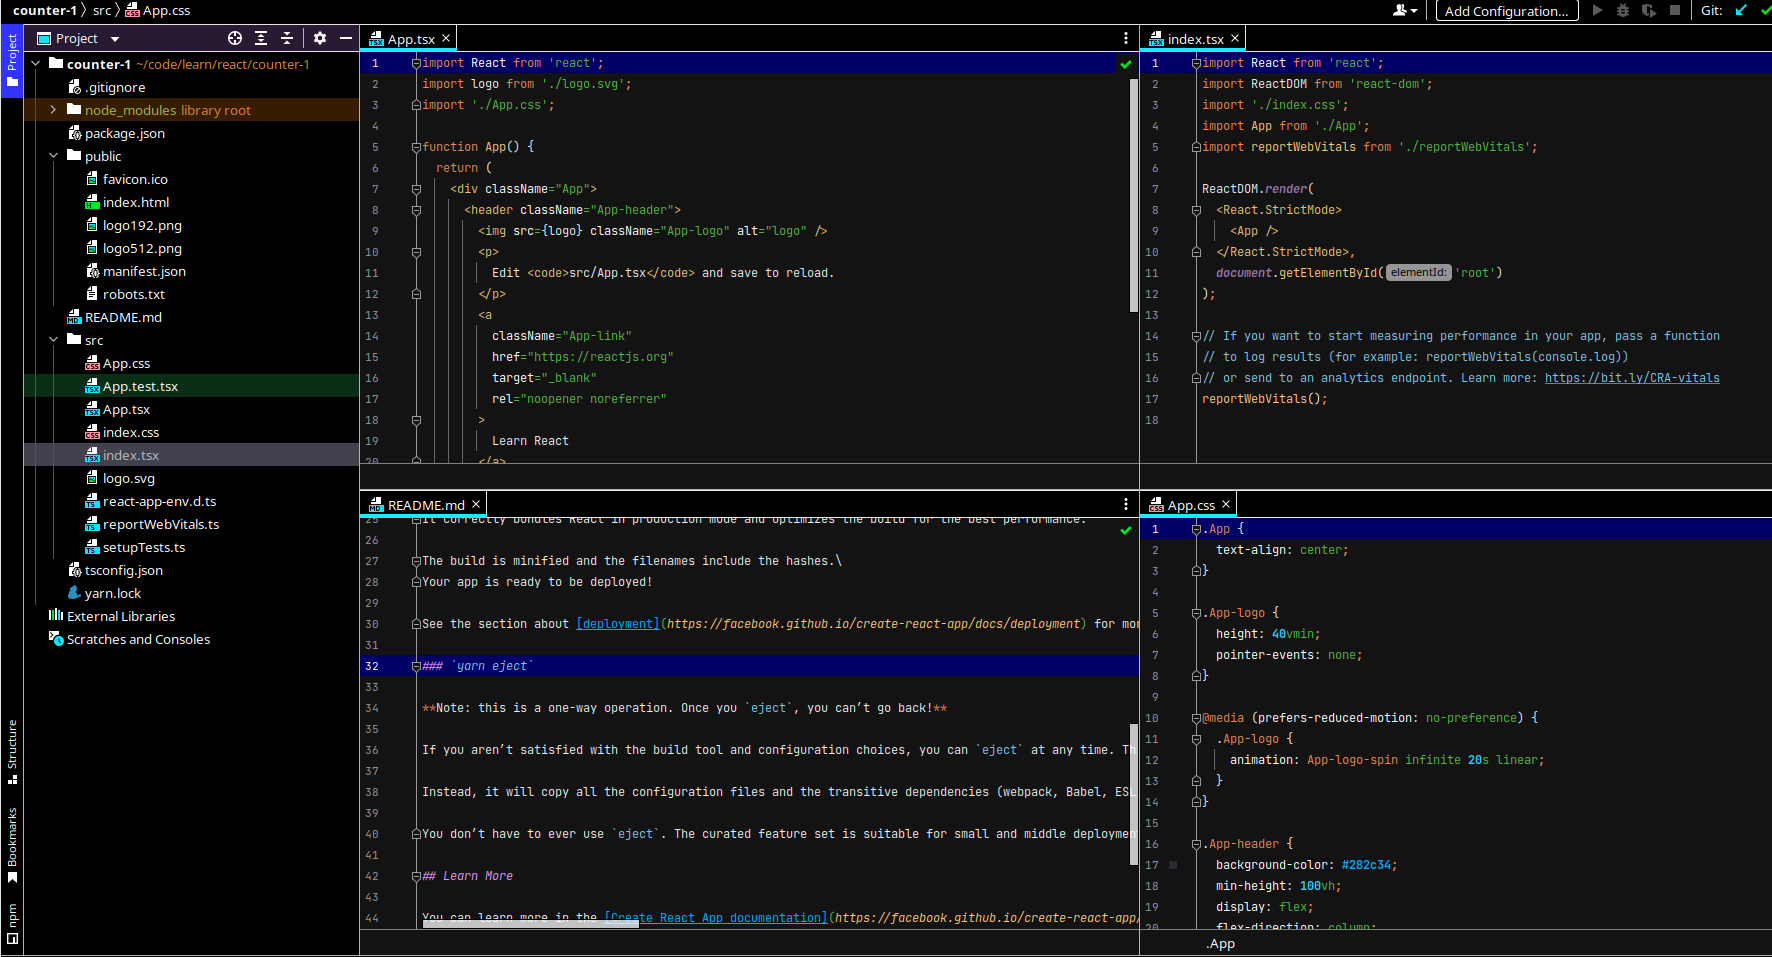 counter-1 〉 src 〉 App.css
Add Configuration...
Git:
Project
Structure
Bookmarks
npm
Project
counter-1 ~/code/learn/react/counter-1
.gitignore
node_modules library root
package.json
public
favicon.ico
index.html
logo192.png
logo512.png
manifest.json
robots.txt
README.md
src
App.css
App.test.tsx
App.tsx
index.css
index.tsx
logo.svg
react-app-env.d.ts
reportWebVitals.ts
setupTests.ts
tsconfig.json
yarn.lock
External Libraries
Scratches and Consoles
App.tsx
1 import React from 'react';
2 import logo from './logo.svg';
3 import './App.css';
4
5 function App() {
6 return (
7 <div className="App">
8 <header className="App-header">
9 <img src={logo} className="App-logo" alt="logo" />
10 <p>
11 Edit <code>src/App.tsx</code> and save to reload.
12 </p>
13 <a
14 className="App-link"
15 href="https://reactjs.org"
16 target="_blank"
17 rel="noopener noreferrer"
18 >
19 Learn React
20 </a>
index.tsx
1 import React from 'react';
2 import ReactDOM from 'react-dom';
3 import './index.css';
4 import App from './App';
5 import reportWebVitals from './reportWebVitals';
6
7 ReactDOM.render(
8 <React.StrictMode>
9 <App />
10 </React.StrictMode>,
11 document.getElementById( elementId: 'root')
12 );
13
14 // If you want to start measuring performance in your app, pass a function
15 // to log results (for example: reportWebVitals(console.log))
16 // or send to an analytics endpoint. Learn more: https://bit.ly/CRA-vitals
17 reportWebVitals();
18
README.md
25 It correctly bundles React in production mode and optimizes the build for the best performance.
26
27 The build is minified and the filenames include the hashes.\
28 Your app is ready to be deployed!
29
30 See the section about [deployment](https://facebook.github.io/create-react-app/docs/deployment) for mor
31
32 ### `yarn eject`
33
34 **Note: this is a one-way operation. Once you `eject`, you can’t go back!**
35
36 If you aren’t satisfied with the build tool and configuration choices, you can `eject` at any time. Th
37
38 Instead, it will copy all the configuration files and the transitive dependencies (webpack, Babel, ES
39
40 You don’t have to ever use `eject`. The curated feature set is suitable for small and middle deploymen
41
42 ## Learn More
43
44 You can learn more in the [Create React App documentation](https://facebook.github.io/create-react-app/
App.css
1 .App {
2 text-align: center;
3 }
4
5 .App-logo {
6 height: 40vmin;
7 pointer-events: none;
8 }
9
10 @media (prefers-reduced-motion: no-preference) {
11 .App-logo {
12 animation: App-logo-spin infinite 20s linear;
13 }
14 }
15
16 .App-header {
17 background-color: #282c34;
18 min-height: 100vh;
19 display: flex;
20 flex-direction: column;
.App